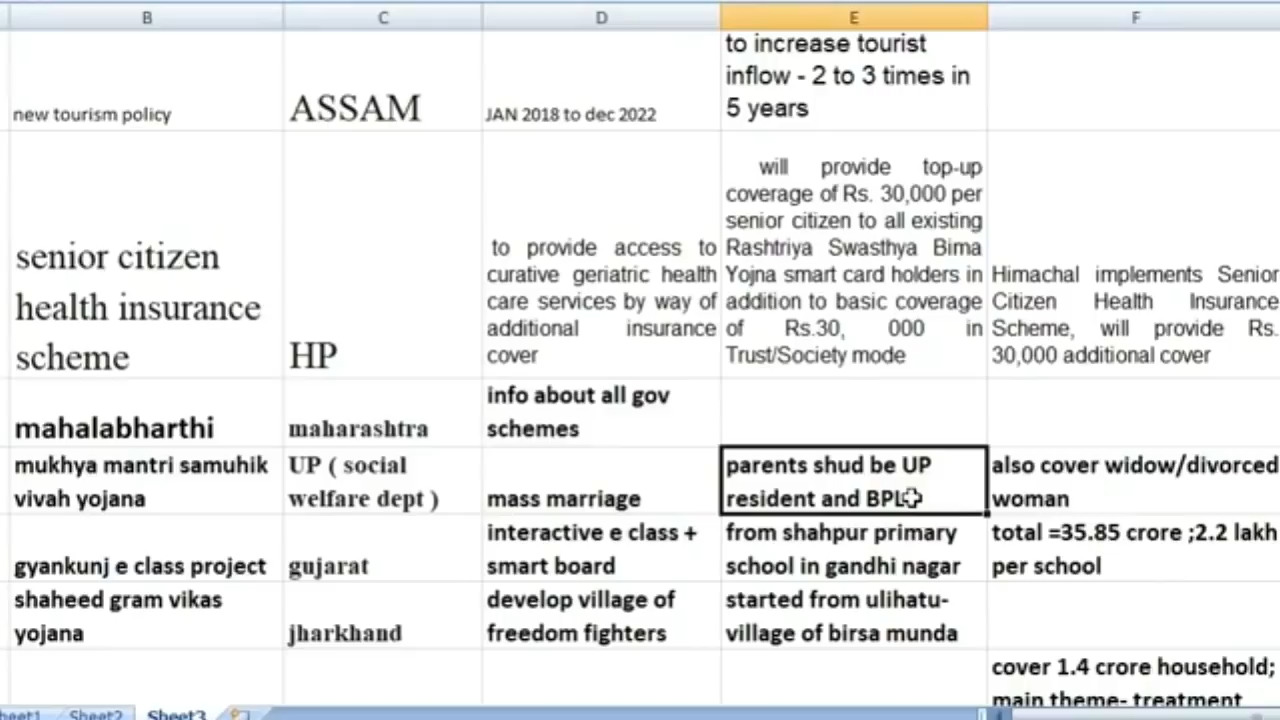 B C D E F
to increase tourist
inflow - 2 to 3 times in
5 years
new tourism policy
ASSAM
JAN 2018 to dec 2022
senior citizen
health insurance
scheme
HP
to provide access to
curative geriatric health
care services by way of
additional insurance
cover
will provide top-up
coverage of Rs. 30,000 per
senior citizen to all existing
Rashtriya Swasthya Bima
Yojna smart card holders in
addition to basic coverage
of Rs.30, 000 in
Trust/Society mode
Himachal implements Senior
Citizen Health Insurance
Scheme, will provide Rs.
30,000 additional cover
mahalabharthi
maharashtra
info about all gov
schemes
mukhya mantri samuhik
vivah yojana
UP ( social
welfare dept )
mass marriage
parents shud be UP
resident and BPL
also cover widow/divorced
woman
gyankunj e class project
gujarat
interactive e class +
smart board
from shahpur primary
school in gandhi nagar
total =35.85 crore ;2.2 lakh
per school
shaheed gram vikas
yojana
jharkhand
develop village of
freedom fighters
started from ulihatu-
village of birsa munda
cover 1.4 crore household;
main theme- treatment
Sheet2 Sheet3